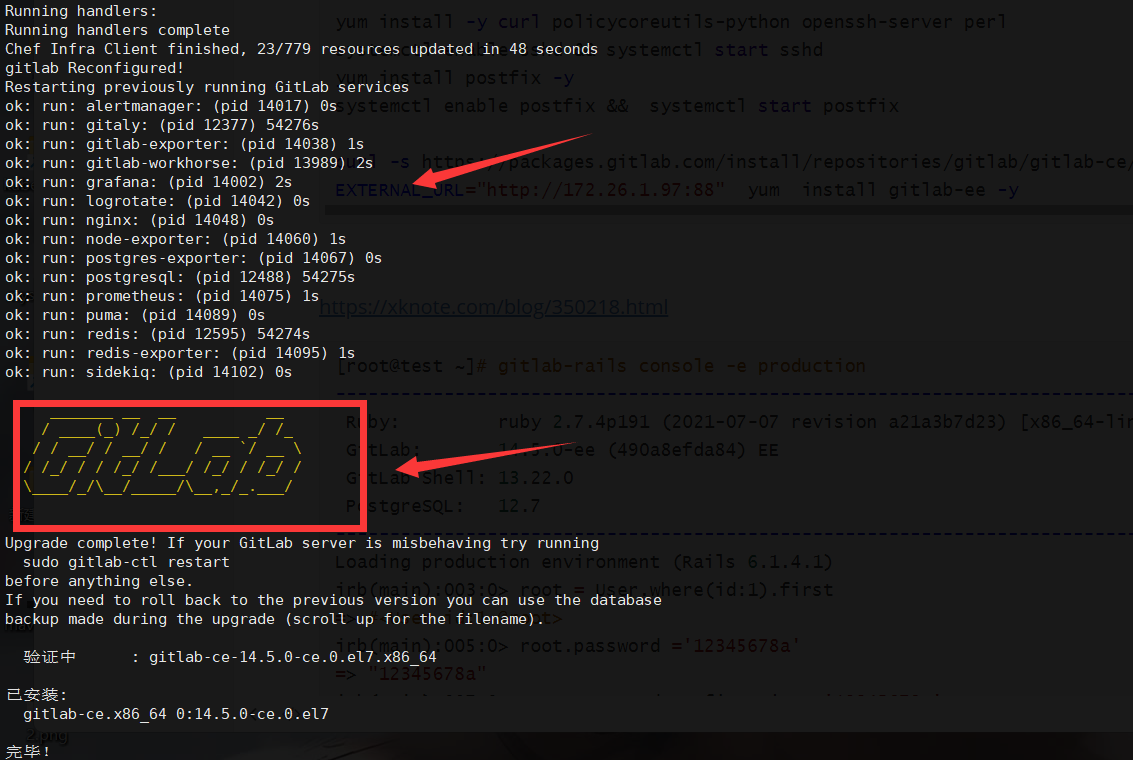 Running handlers:
Running handlers complete
Chef Infra Client finished, 23/779 resources updated in 48 seconds
gitlab Reconfigured!
Restarting previously running GitLab services
ok: run: alertmanager: (pid 14017) 0s
ok: run: gitaly: (pid 12377) 54276s
ok: run: gitlab-exporter: (pid 14038) 1s
ok: run: gitlab-workhorse: (pid 13989) 2s
ok: run: grafana: (pid 14002) 2s
ok: run: logrotate: (pid 14042) 0s
ok: run: nginx: (pid 14048) 0s
ok: run: node-exporter: (pid 14060) 1s
ok: run: postgres-exporter: (pid 14067) 0s
ok: run: postgresql: (pid 12488) 54275s
ok: run: prometheus: (pid 14075) 1s
ok: run: puma: (pid 14089) 0s
ok: run: redis: (pid 12595) 54274s
ok: run: redis-exporter: (pid 14095) 1s
ok: run: sidekiq: (pid 14102) 0s
GitLab
Upgrade complete! If your GitLab server is misbehaving try running
sudo gitlab-ctl restart
before anything else.
If you need to roll back to the previous version you can use the database
backup made during the upgrade (scroll up for the filename).
验证中 : gitlab-ce-14.5.0-ce.0.el7.x86_64
已安装:
gitlab-ce.x86_64 0:14.5.0-ce.0.el7
完毕!
yum install -y curl policycoreutils-python openssh-server perl
systemctl start sshd
yum install postfix -y
systemctl enable postfix && systemctl start postfix
-s https://packages.gitlab.com/install/repositories/gitlab/gitlab-ce/
EXTERNAL_URL="http://172.26.1.97:88" yum install gitlab-ee -y
https://xknote.com/blog/350218.html
[root@test ~]# gitlab-rails console -e production
Ruby: ruby 2.7.4p191 (2021-07-07 revision a21a3b7d23) [x86_64-lin
GitLab: 14.5.0-ee (490a8efda84) EE
GitLab Shell: 13.22.0
PostgreSQL: 12.7
Loading production environment (Rails 6.1.4.1)
irb(main):003:0> root = User.where(id:1).first
irb(main):005:0> root.password ='12345678a'
=> "12345678a"